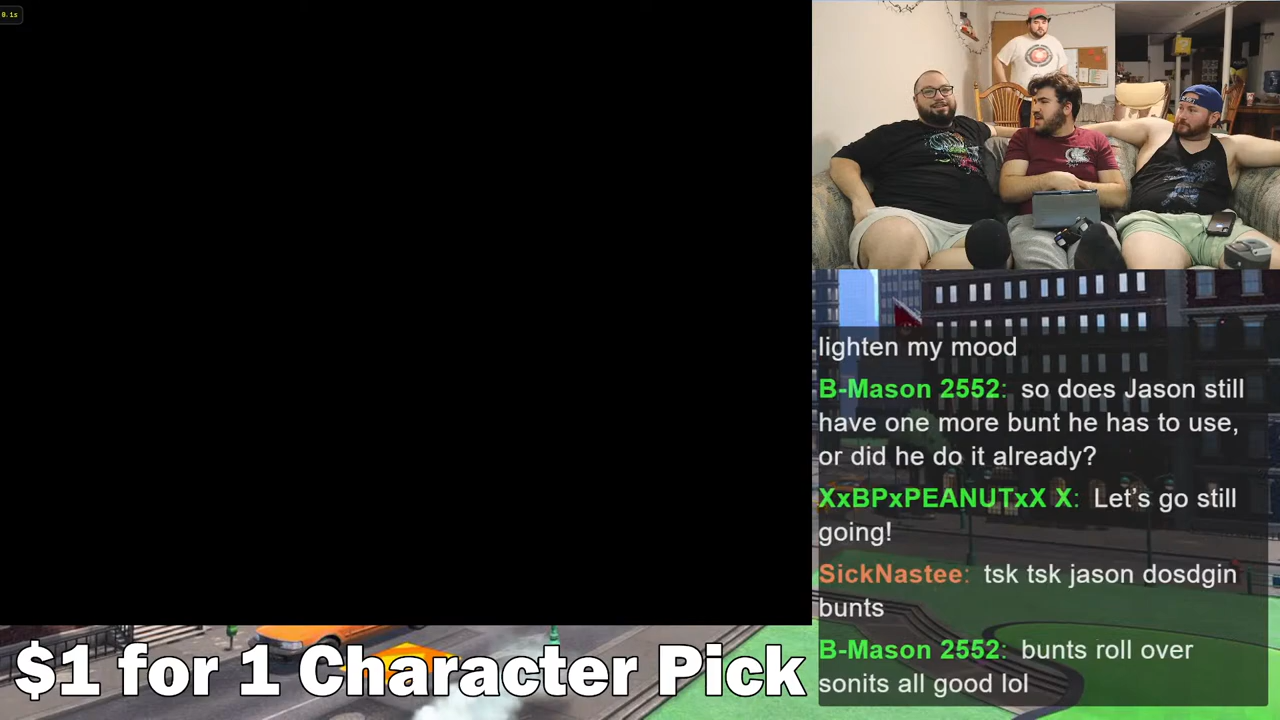 0.1s
lighten my mood
B-Mason 2552: so does Jason still
have one more bunt he has to use,
or did he do it already?
XxBPxPEANUTxX X: Let's go still
going!
SickNastee: tsk tsk jason dosdgin
bunts
B-Mason 2552: bunts roll over
sonits all good lol
$1 for 1 Character Pick